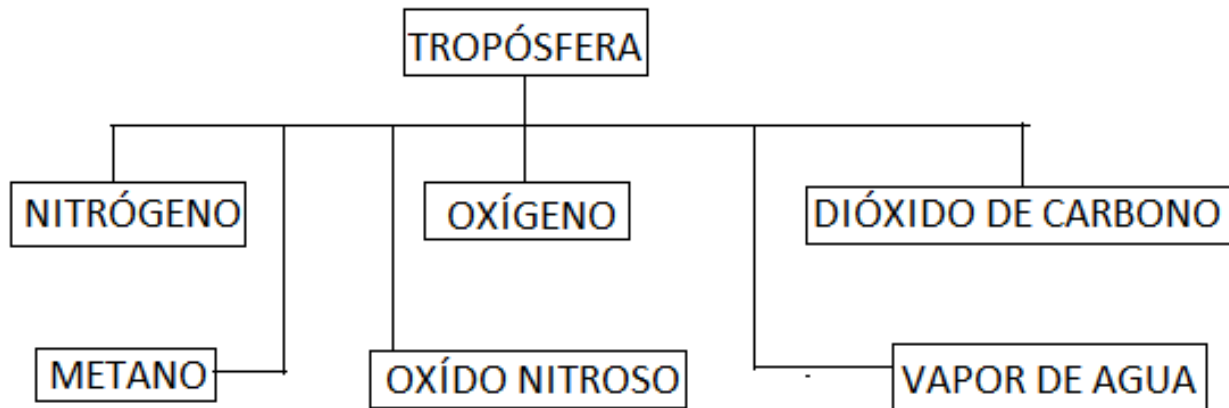 TROPÓSFERA
NITRÓGENO
OXÍGENO
DIÓXIDO DE CARBONO
METANO
OXÍDO NITROSO
VAPOR DE AGUA